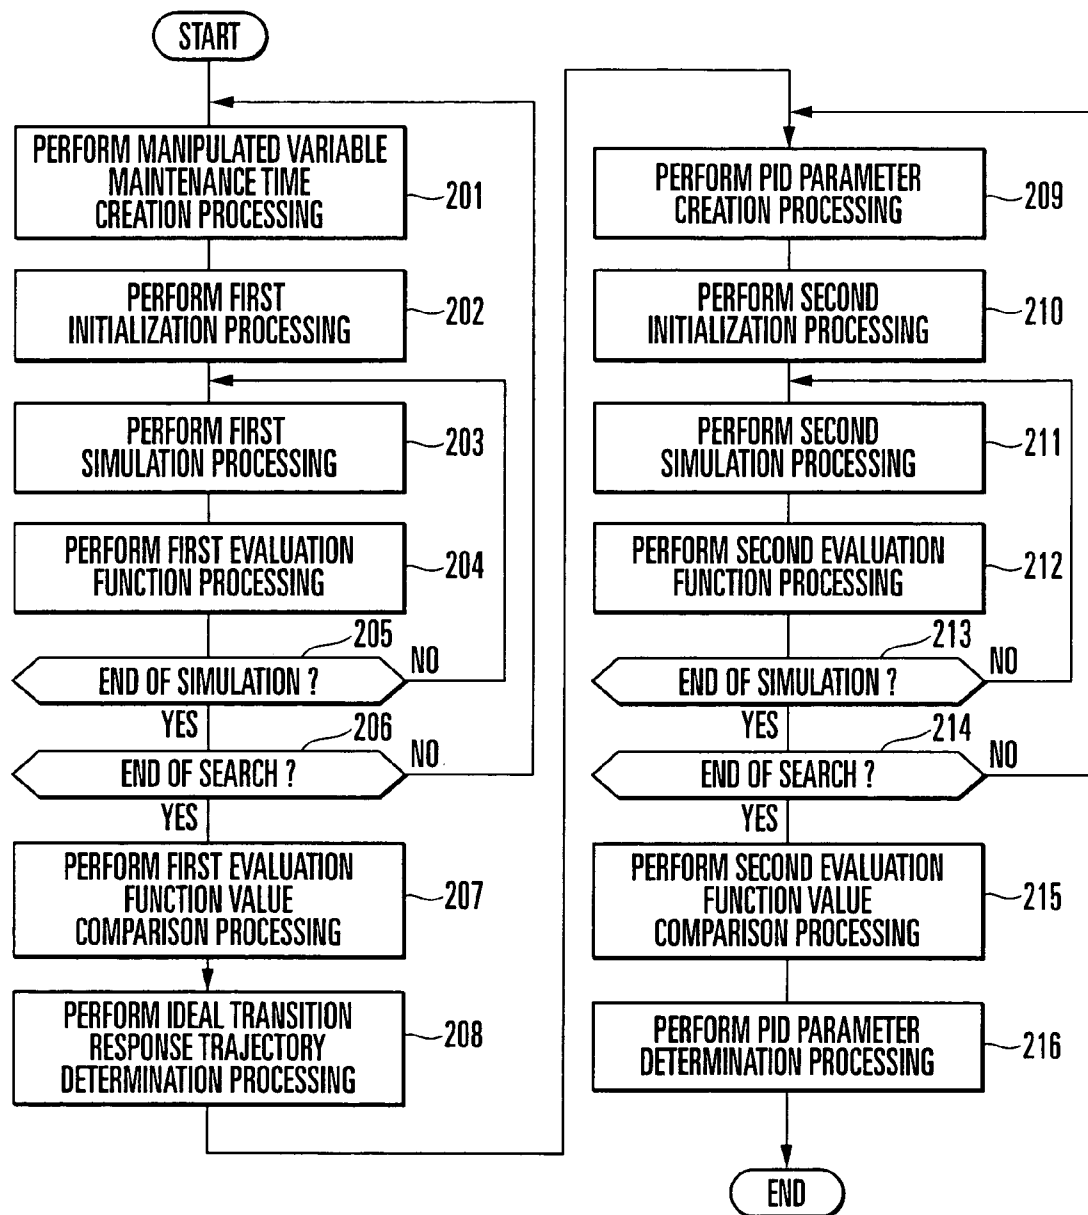 START
PERFORM MANIPULATED VARIABLE
MAINTENANCE TIME
CREATION PROCESSING
201
PERFORM FIRST
INITIALIZATION PROCESSING
202
PERFORM FIRST
SIMULATION PROCESSING
203
PERFORM FIRST EVALUATION
FUNCTION PROCESSING
204
205
END OF SIMULATION ?
NO
YES
206
END OF SEARCH ?
NO
YES
PERFORM FIRST EVALUATION
FUNCTION VALUE
COMPARISON PROCESSING
207
PERFORM IDEAL TRANSITION
RESPONSE TRAJECTORY
DETERMINATION PROCESSING
208
PERFORM PID PARAMETER
CREATION PROCESSING
209
PERFORM SECOND
INITIALIZATION PROCESSING
210
PERFORM SECOND
SIMULATION PROCESSING
211
PERFORM SECOND EVALUATION
FUNCTION PROCESSING
212
213
END OF SIMULATION ?
NO
YES
214
END OF SEARCH ?
NO
YES
PERFORM SECOND EVALUATION
FUNCTION VALUE
COMPARISON PROCESSING
215
PERFORM PID PARAMETER
DETERMINATION PROCESSING
216
END